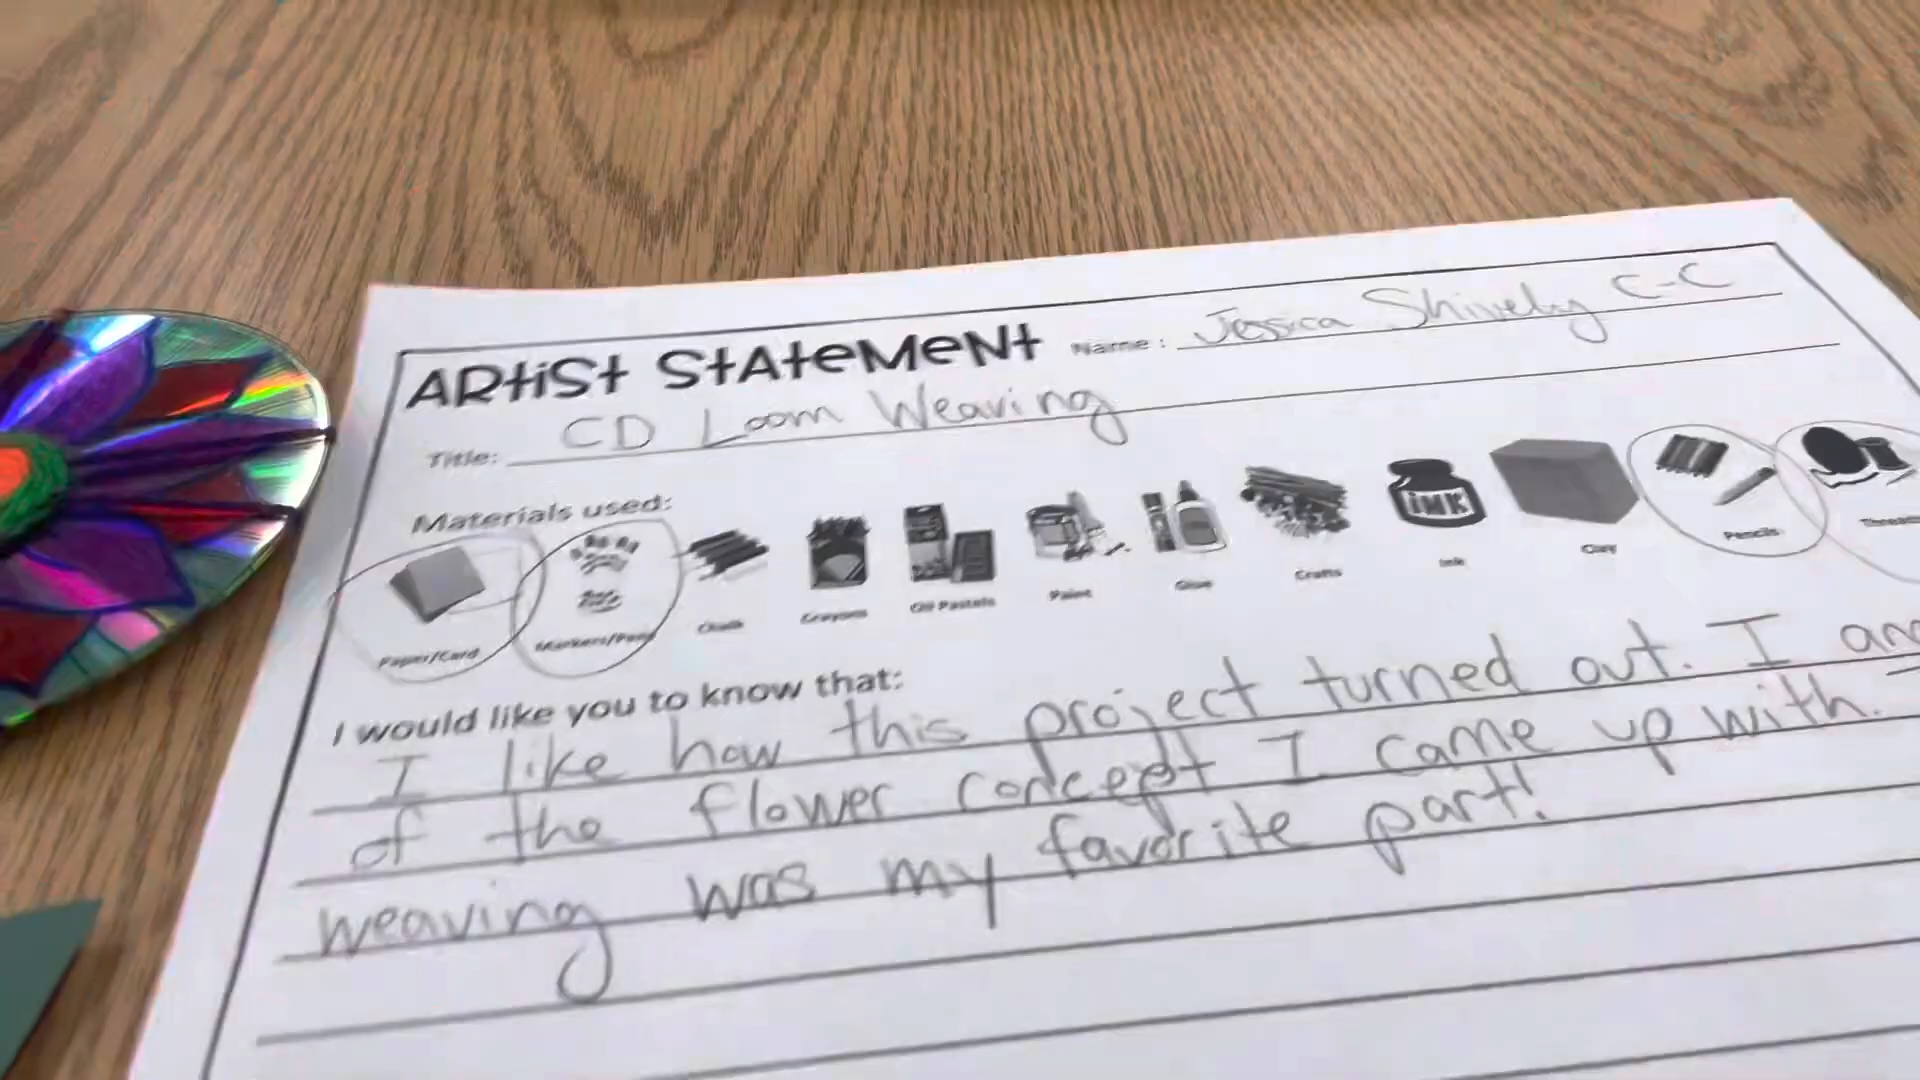 ARTIST STATEMENT Name: Jessica Shively C-C
Title: CD Loom Weaving
Materials used:
Paper/Card Markers/Pens Chalk Crayons Oil Pastels Paint Glue Crafts Ink Clay Pencils
INK
I would like you to know that:
I like how this project turned out. I
of the flower concept I came up with.
weaving was my favorite part!